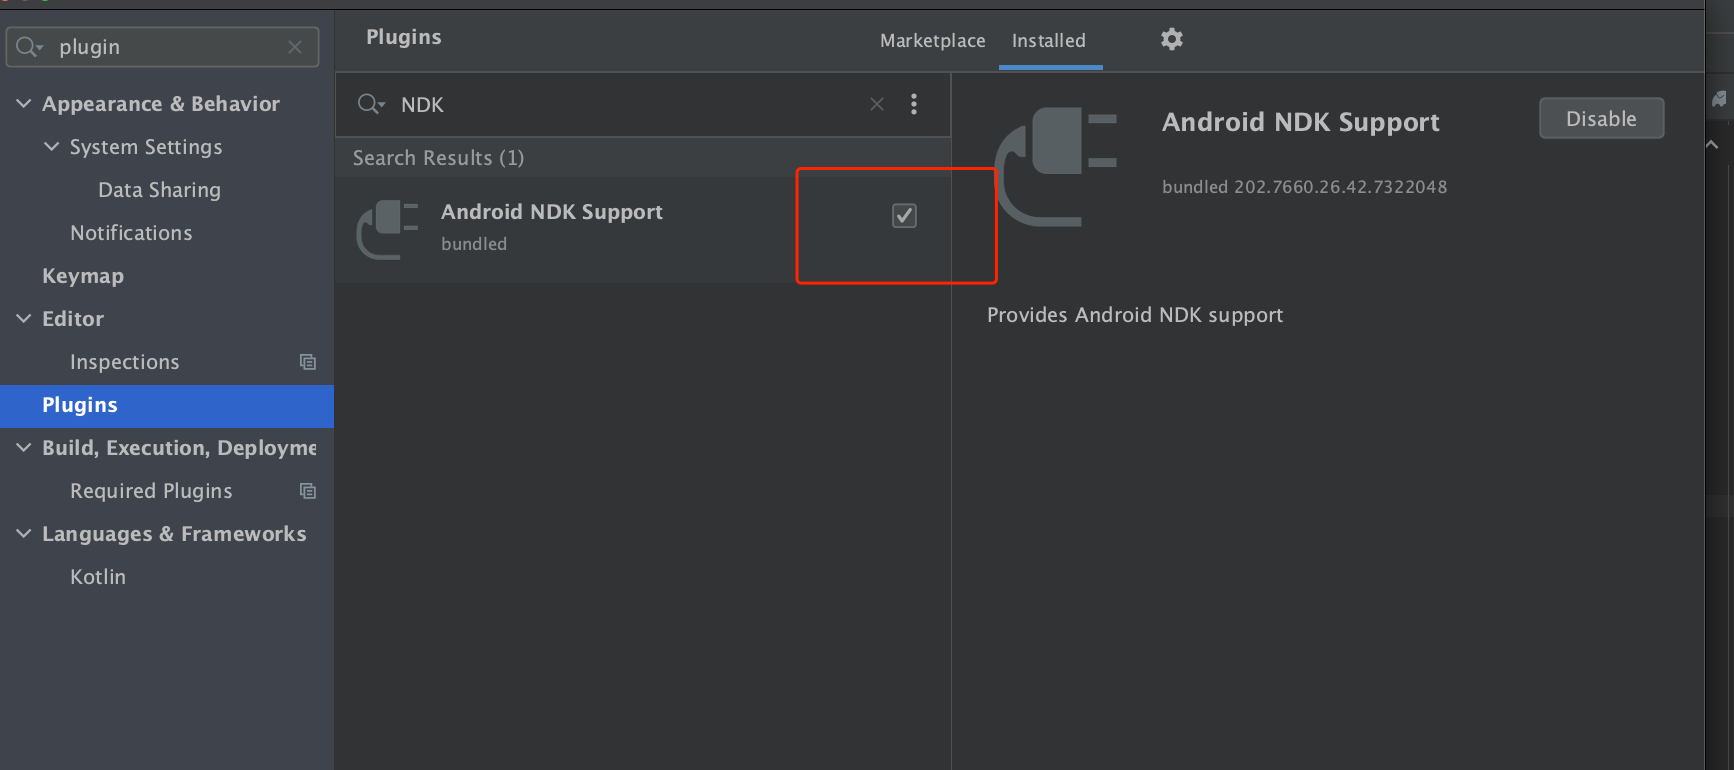 plugin
Appearance & Behavior
System Settings
Data Sharing
Notifications
Keymap
Editor
Inspections
Plugins
Build, Execution, Deployme
Required Plugins
Languages & Frameworks
Kotlin
Plugins
Marketplace
Installed
NDK
Search Results (1)
Android NDK Support
bundled
Android NDK Support
Disable
bundled 202.7660.26.42.7322048
Provides Android NDK support